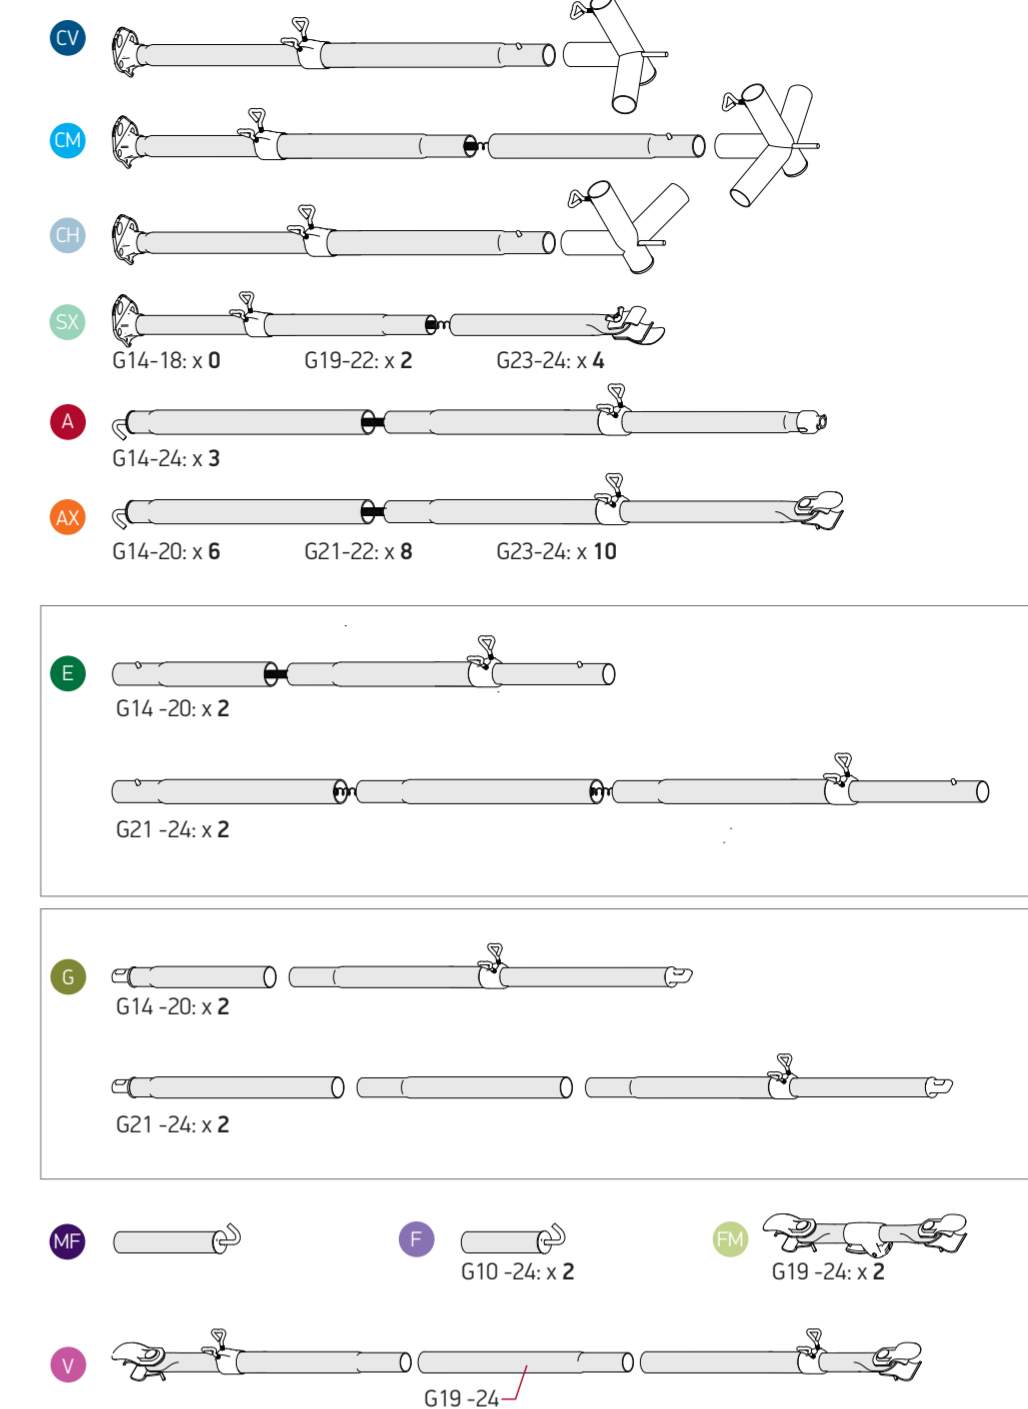 CV
CM
CH
SX
G14-18: x 0 G19-22: x 2 G23-24: x 4
A
G14-24: x 3
AX
G14-20: x 6 G21-22: x 8 G23-24: x 10
E
G14 -20: x 2
G21 -24: x 2
G
G14 -20: x 2
G21 -24: x 2
MF F FM
G10 -24: x 2 G19 -24: x 2
V
G19 -24